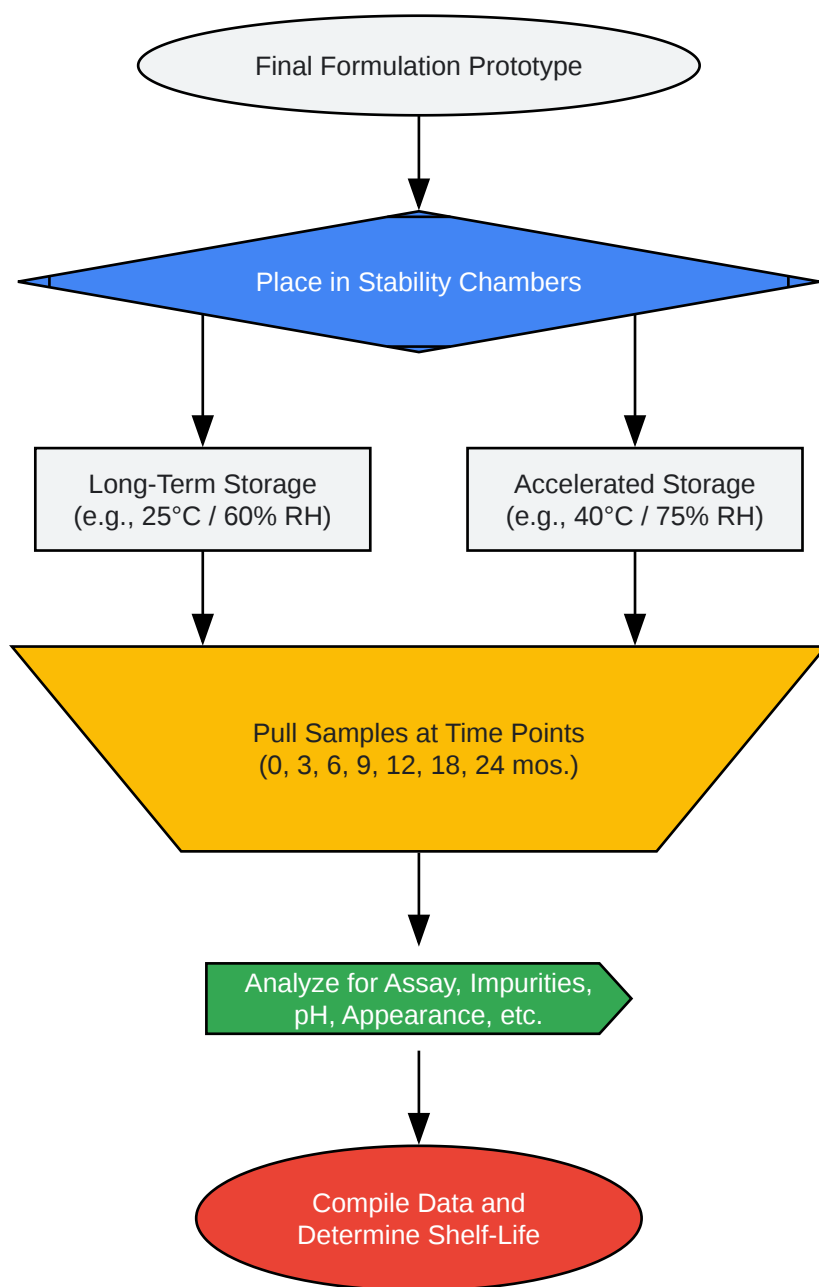 Final Formulation Prototype
Place in Stability Chambers
Long-Term Storage
(e.g., 25°C / 60% RH)
Accelerated Storage
(e.g., 40°C / 75% RH)
Pull Samples at Time Points
(0, 3, 6, 9, 12, 18, 24 mos.)
Analyze for Assay, Impurities,
pH, Appearance, etc.
Compile Data and
Determine Shelf-Life